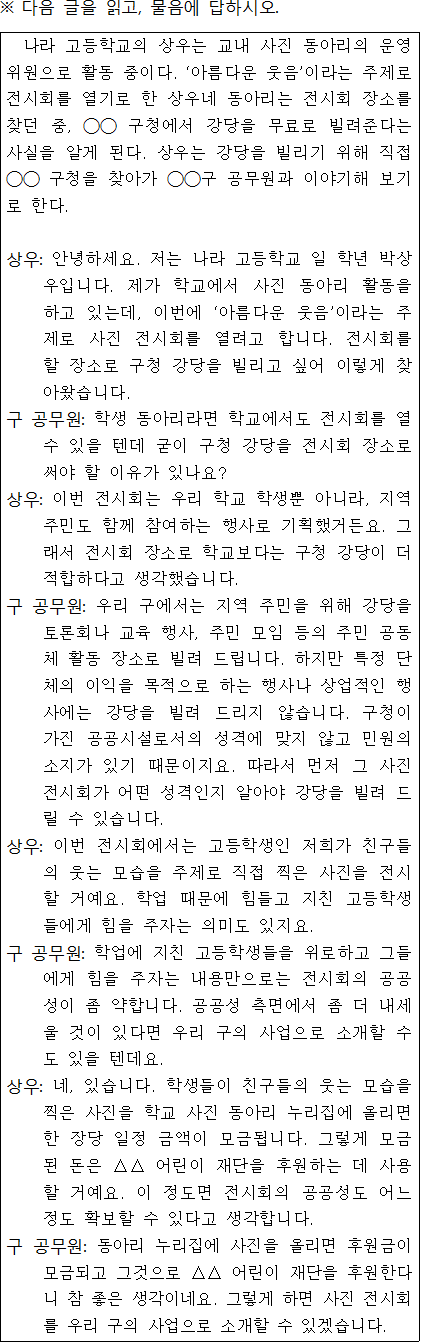 ※ 다음 글을 읽고, 물음에 답하시오.
나라 고등학교의 상우는 교내 사진 동아리의 운영
위원으로 활동 중이다. ‘아름다운 웃음’이라는 주제로
전시회를 열기로 한 상우네 동아리는 전시회 장소를
찾던 중, ◯◯ 구청에서 강당을 무료로 빌려준다는
사실을 알게 된다. 상우는 강당을 빌리기 위해 직접
◯◯ 구청을 찾아가 ◯◯구 공무원과 이야기해 보기
로 한다.
상우: 안녕하세요. 저는 나라 고등학교 일 학년 박상
우입니다. 제가 학교에서 사진 동아리 활동을
하고 있는데, 이번에 ‘아름다운 웃음’이라는 주
제로 사진 전시회를 열려고 합니다. 전시회를
할 장소로 구청 강당을 빌리고 싶어 이렇게 찾
아왔습니다.
구 공무원: 학생 동아리라면 학교에서도 전시회를 열
수 있을 텐데 굳이 구청 강당을 전시회 장소로
써야 할 이유가 있나요?
상우: 이번 전시회는 우리 학교 학생뿐 아니라, 지역
주민도 함께 참여하는 행사로 기획했거든요. 그
래서 전시회 장소로 학교보다는 구청 강당이 더
적합하다고 생각했습니다.
구 공무원: 우리 구에서는 지역 주민을 위해 강당을
토론회나 교육 행사, 주민 모임 등의 주민 공동
체 활동 장소로 빌려 드립니다. 하지만 특정 단
체의 이익을 목적으로 하는 행사나 상업적인 행
사에는 강당을 빌려 드리지 않습니다. 구청이
가진 공공시설로서의 성격에 맞지 않고 민원의
소지가 있기 때문이지요. 따라서 먼저 그 사진
전시회가 어떤 성격인지 알아야 강당을 빌려 드
릴 수 있습니다.
상우: 이번 전시회에서는 고등학생인 저희가 친구들
의 웃는 모습을 주제로 직접 찍은 사진을 전시
할 거예요. 학업 때문에 힘들고 지친 고등학생
들에게 힘을 주자는 의미도 있지요.
구 공무원: 학업에 지친 고등학생들을 위로하고 그들
에게 힘을 주자는 내용만으로는 전시회의 공공
성이 좀 약합니다. 공공성 측면에서 좀 더 내세
울 것이 있다면 우리 구의 사업으로 소개할 수
도 있을 텐데요.
상우: 네, 있습니다. 학생들이 친구들의 웃는 모습을
찍은 사진을 학교 사진 동아리 누리집에 올리면
한 장당 일정 금액이 모금됩니다. 그렇게 모금
된 돈은 △△ 어린이 재단을 후원하는 데 사용
할 거예요. 이 정도면 전시회의 공공성도 어느
정도 확보할 수 있다고 생각합니다.
구 공무원: 동아리 누리집에 사진을 올리면 후원금이
모금되고 그것으로 △△ 어린이 재단을 후원한다
니 참 좋은 생각이네요. 그렇게 하면 사진 전시회
를 우리 구의 사업으로 소개할 수 있겠습니다.